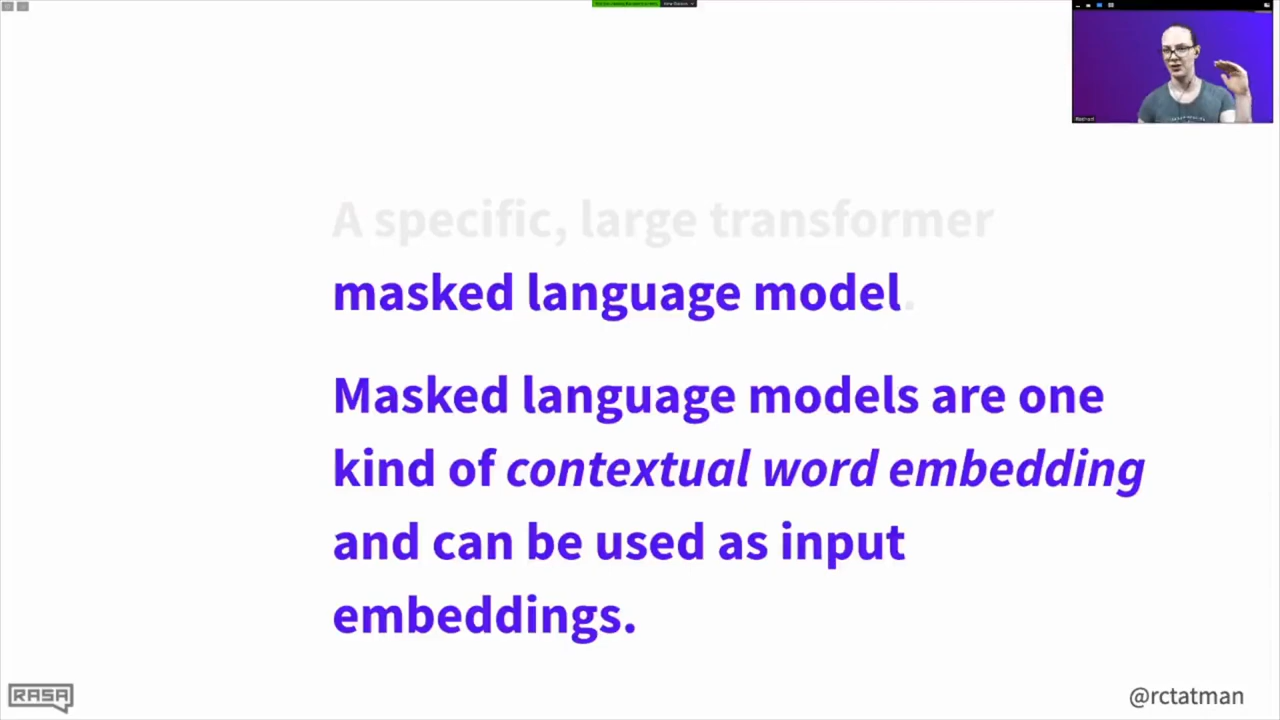 A specific, large transformer
masked language model.
Masked language models are one
kind of contextual word embedding
and can be used as input
embeddings.
RASA
@rctatman